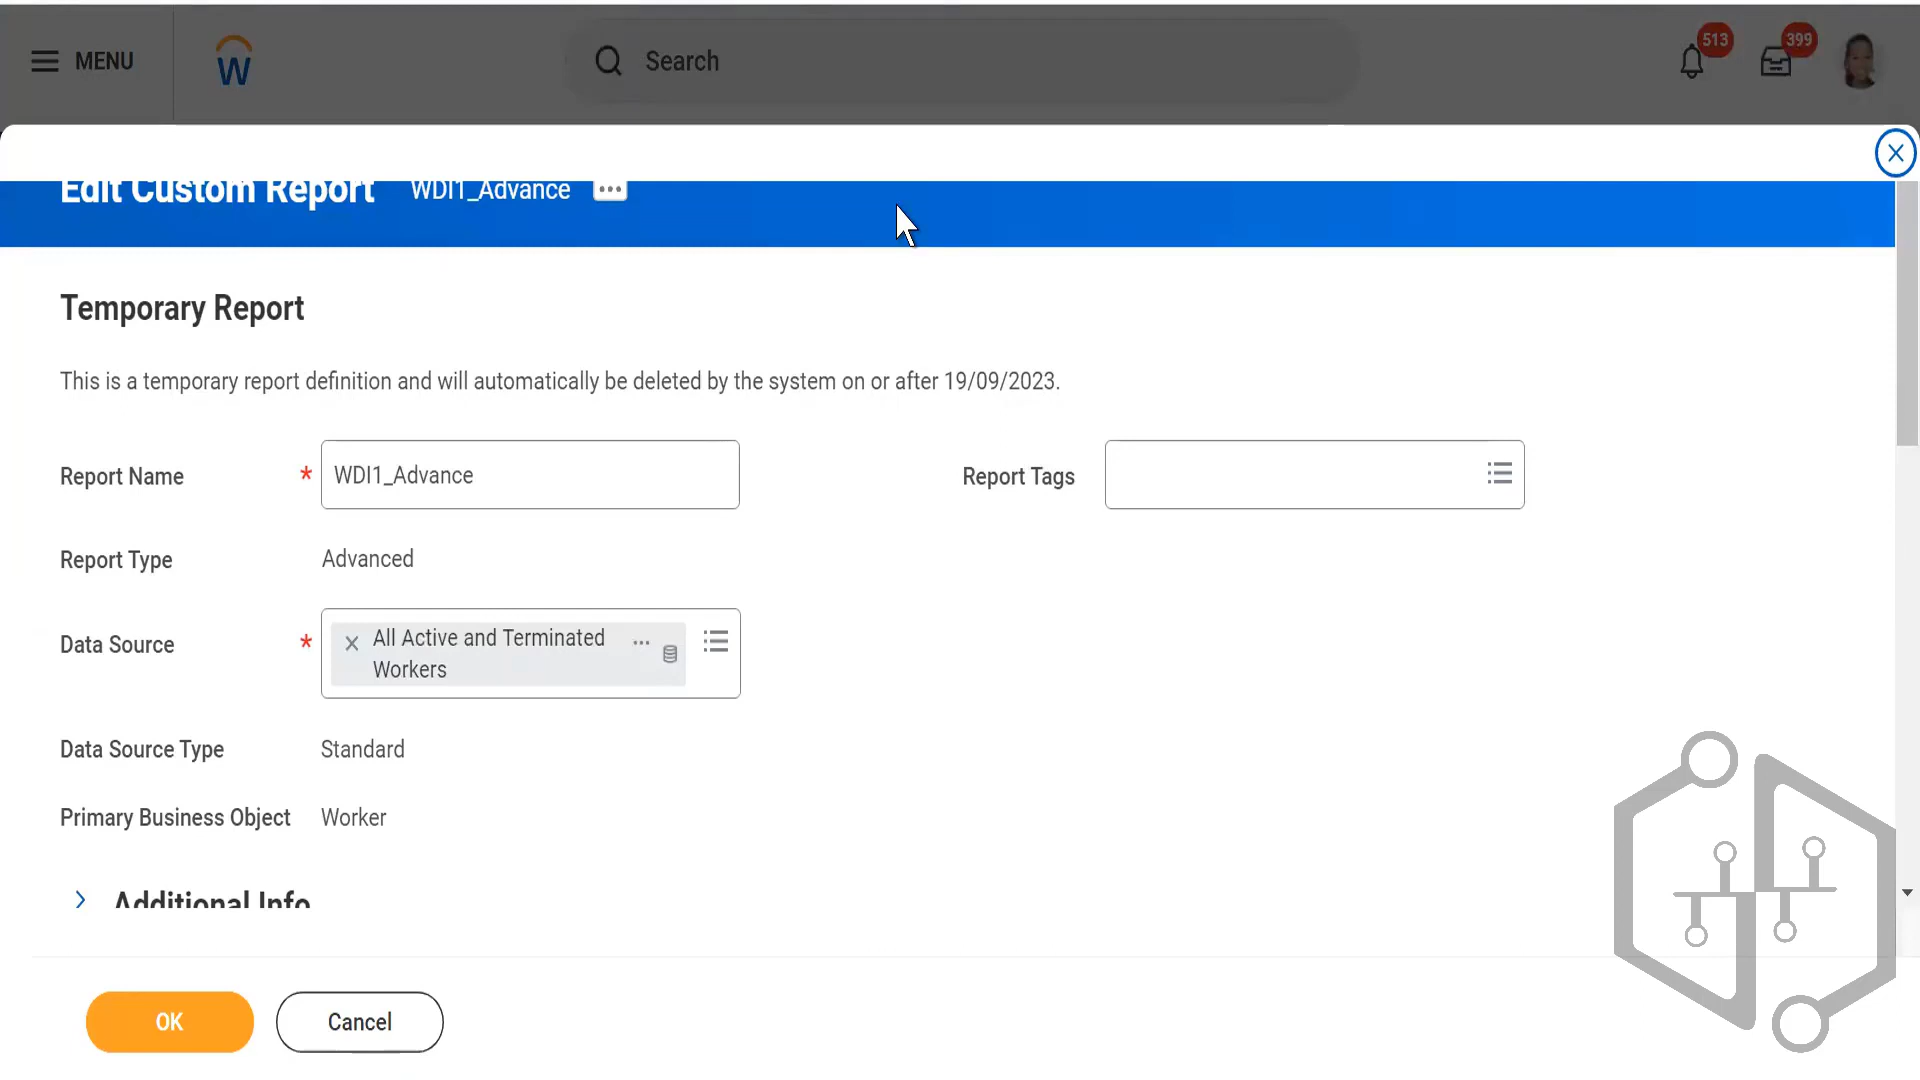 MENU
W
Search
513
399
Edit Custom Report WDI1_Advance
Temporary Report
This is a temporary report definition and will automatically be deleted by the system on or after 19/09/2023.
Report Name * WDI1_Advance
Report Tags
Report Type Advanced
Data Source * All Active and Terminated
Workers
Data Source Type Standard
Primary Business Object Worker
Additional Info
OK
Cancel